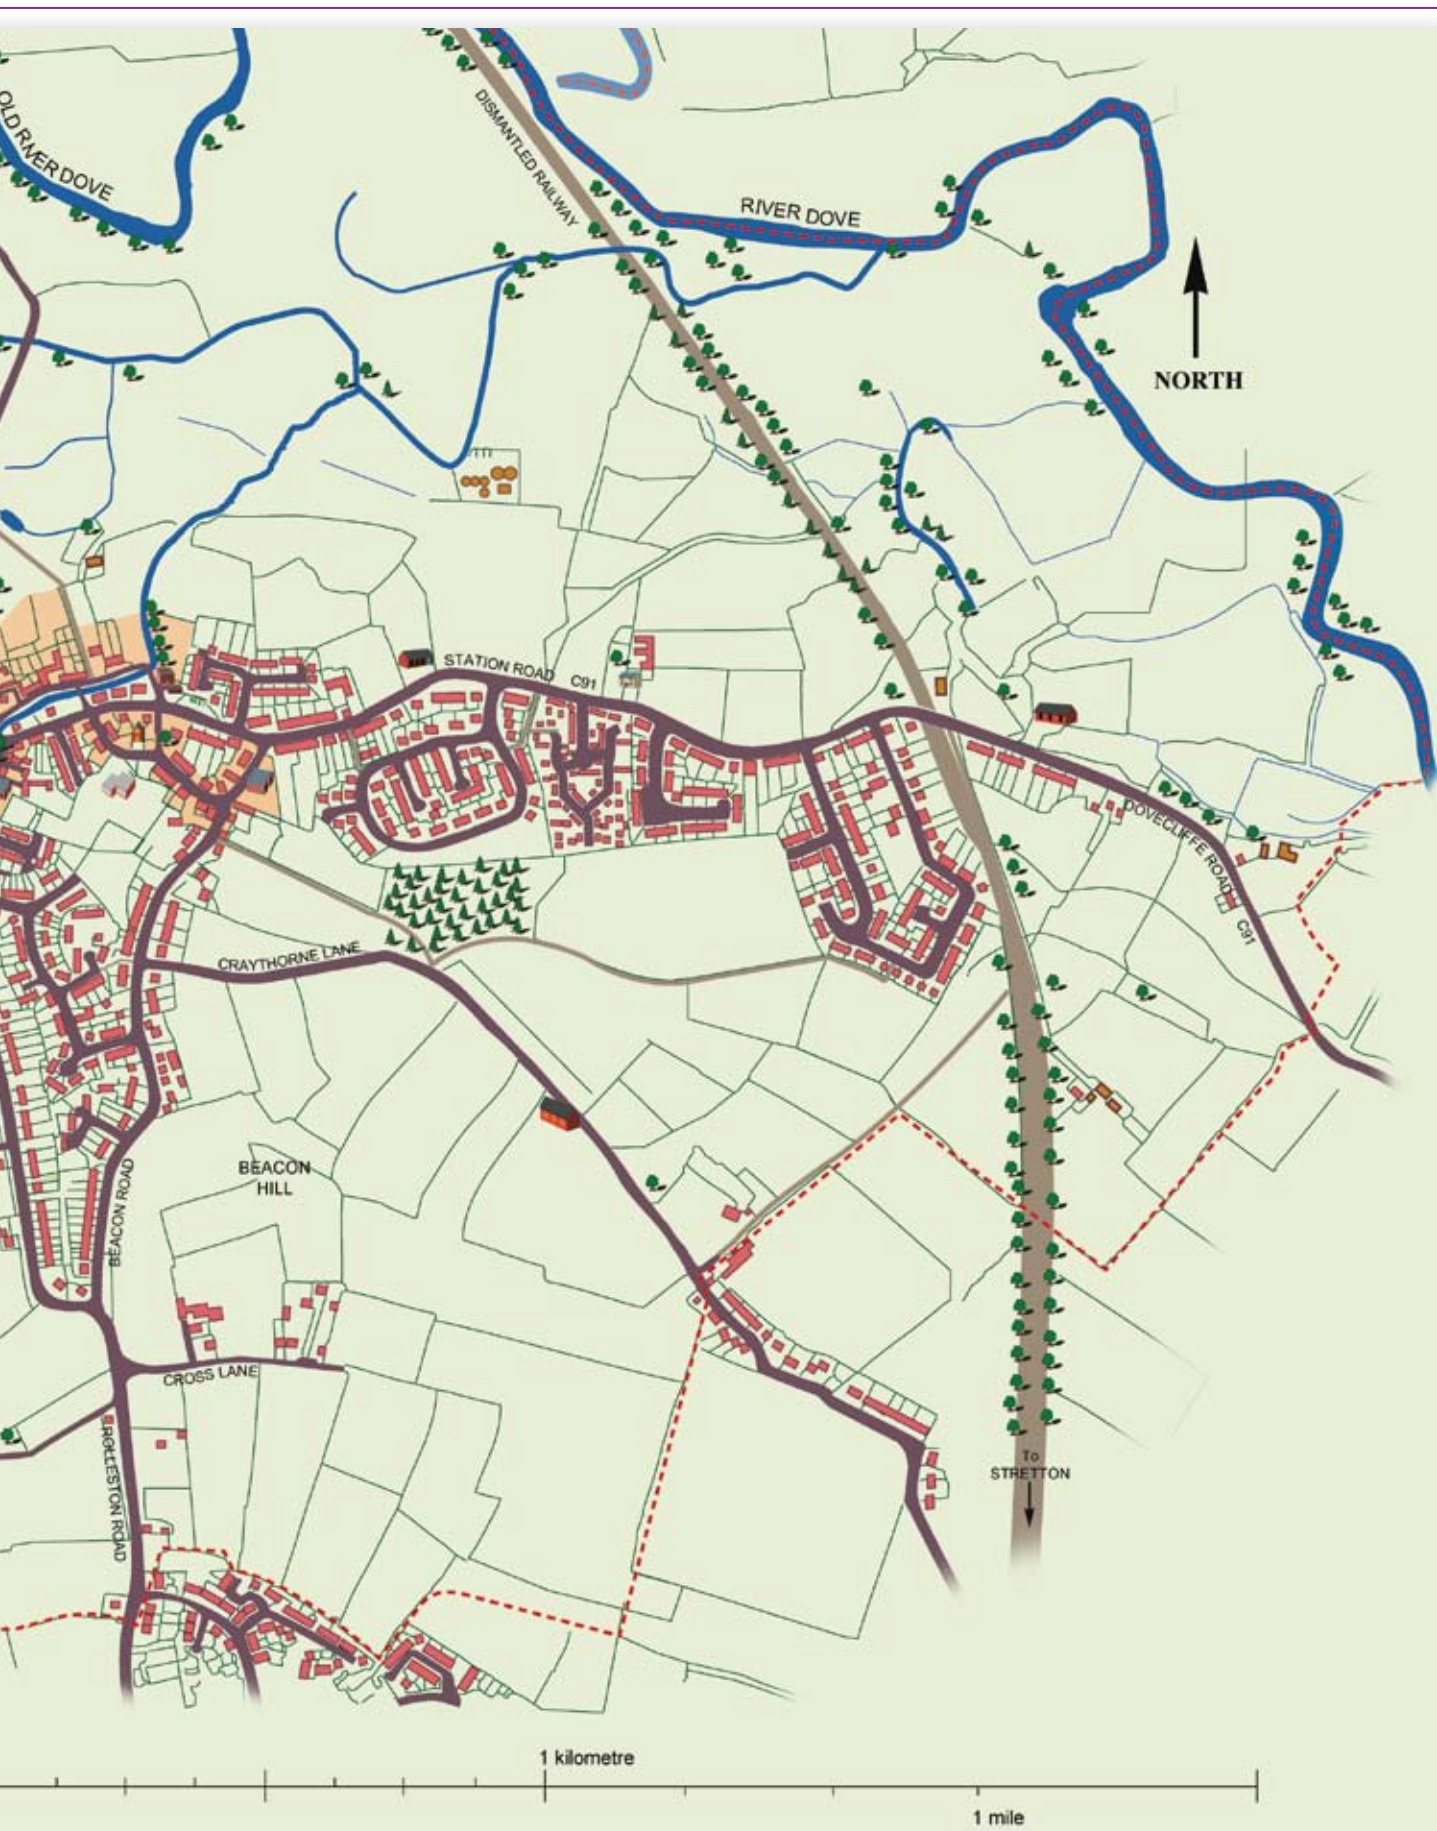 OLD RIVER DOVE
DISMANTLED RAILWAY
RIVER DOVE
NORTH
STATION ROAD C91
DOVECLIFFE ROAD C91
CRAYTHORNE LANE
BEACON
HILL
BEACON ROAD
CROSS LANE
ROLLESTON ROAD
To
STRETTON
1 kilometre
1 mile